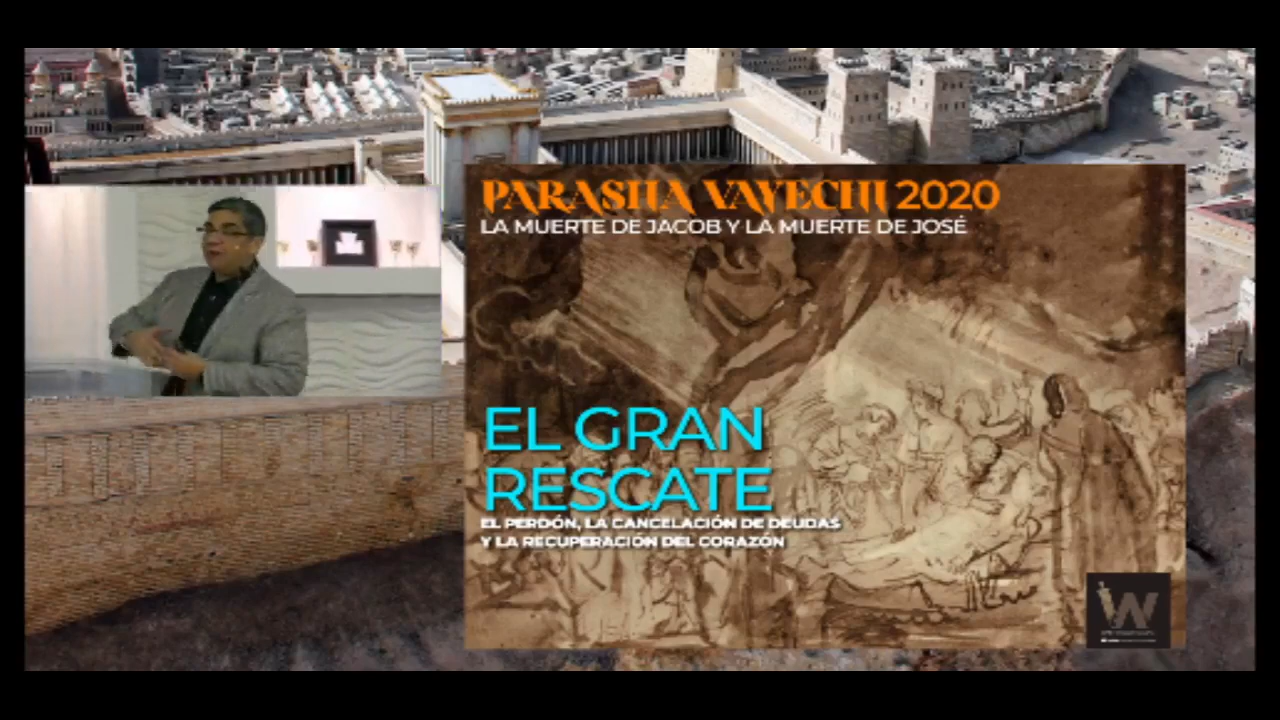 PARASHA VAYECHI 2020
LA MUERTE DE JACOB Y LA MUERTE DE JOSÉ
EL GRAN
RESCATE
EL PERDÓN, LA CANCELACIÓN DE DEUDAS
Y LA RECUPERACIÓN DEL CORAZÓN
W